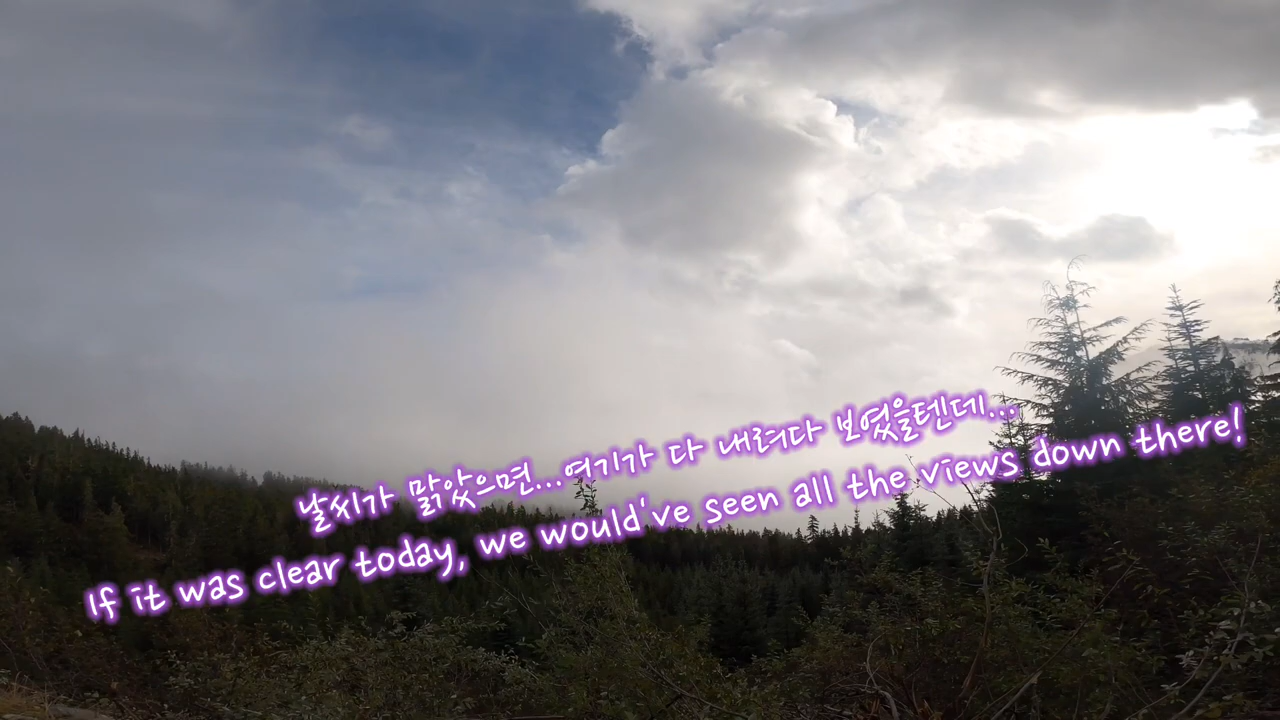 날씨가 맑았으면...여기가 다 내려다 보였을텐데...
If it was clear today, we would've seen all the views down there!